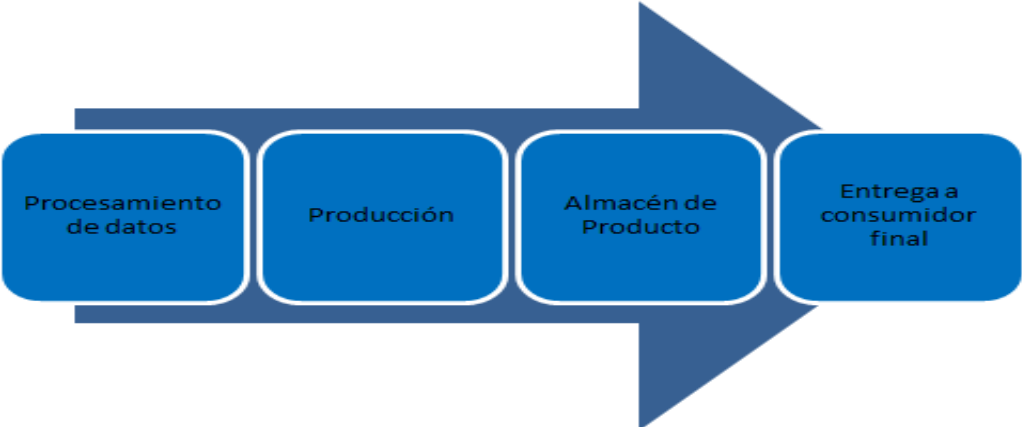 Procesamiento
de datos
Producción
Almacén de
Producto
Entrega a
consumidor
final